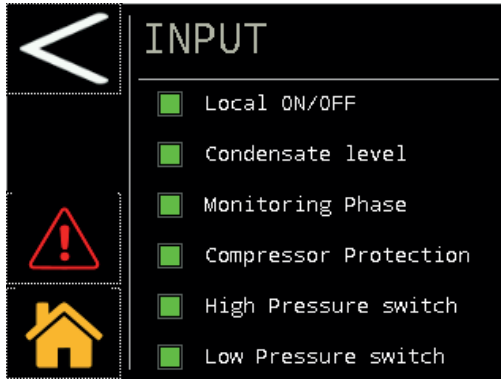 INPUT
Local ON/OFF
Condensate level
Monitoring Phase
Compressor Protection
High Pressure switch
Low Pressure switch